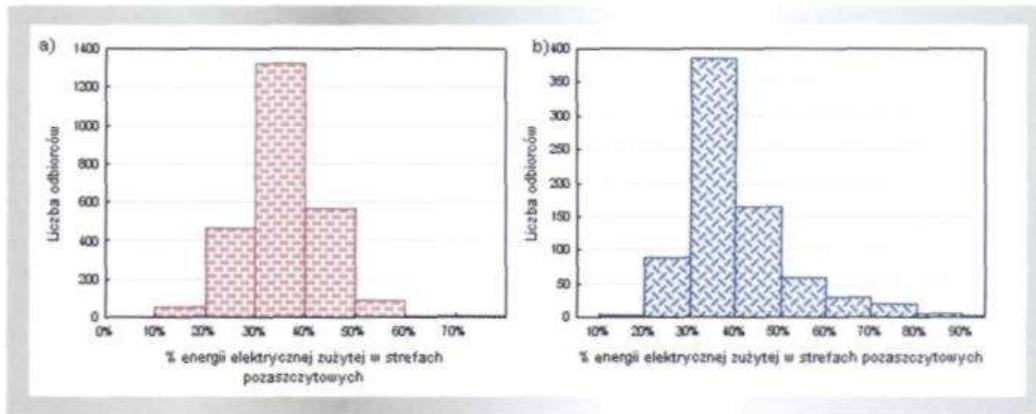 a)
1400
1200
1000
800
600
400
200
0
Liczba odbiorców
0% 10% 20% 30% 40% 50% 60% 70%
% energii elektrycznej zużytej w strefach
pozaszczytowych
b)
400
350
300
250
200
150
100
50
0
Liczba odbiorców
10% 20% 30% 40% 50% 60% 70% 80% 90%
% energii elektrycznej zużytej w strefach pozaszczytowych